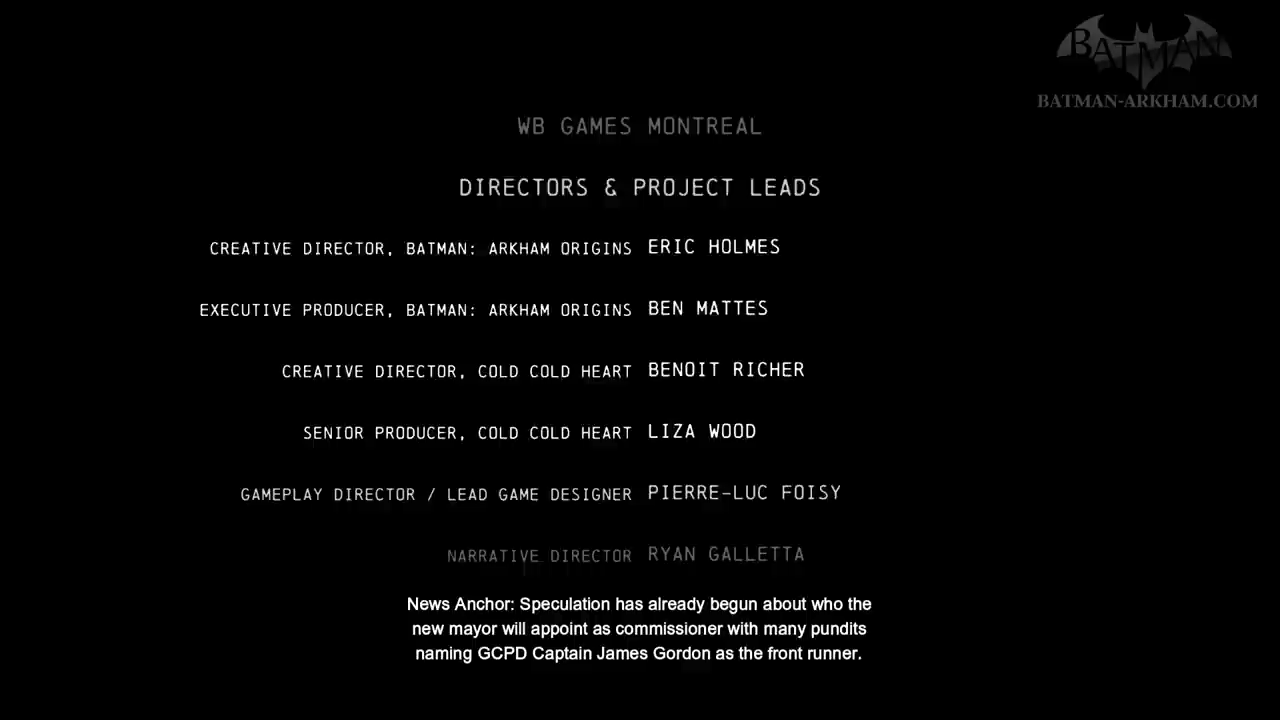 BATMAN
BATMAN-ARKHAM.COM
WB GAMES MONTREAL
DIRECTORS & PROJECT LEADS
CREATIVE DIRECTOR, BATMAN: ARKHAM ORIGINS ERIC HOLMES
EXECUTIVE PRODUCER, BATMAN: ARKHAM ORIGINS BEN MATTES
CREATIVE DIRECTOR, COLD COLD HEART BENOIT RICHER
SENIOR PRODUCER, COLD COLD HEART LIZA WOOD
GAMEPLAY DIRECTOR / LEAD GAME DESIGNER PIERRE-LUC FOISY
NARRATIVE DIRECTOR RYAN GALLETTA
News Anchor: Speculation has already begun about who the
new mayor will appoint as commissioner with many pundits
naming GCPD Captain James Gordon as the front runner.